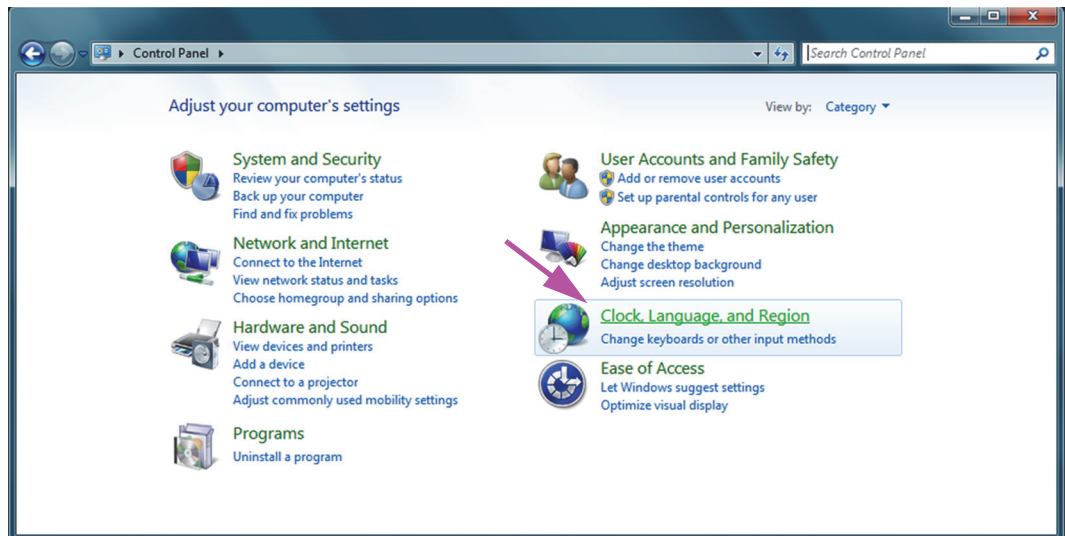 Control Panel
Search Control Panel
Adjust your computer's settings
View by: Category
System and Security
Review your computer's status
Back up your computer
Find and fix problems
Network and Internet
Connect to the Internet
View network status and tasks
Choose homegroup and sharing options
Hardware and Sound
View devices and printers
Add a device
Connect to a projector
Adjust commonly used mobility settings
Programs
Uninstall a program
User Accounts and Family Safety
Add or remove user accounts
Set up parental controls for any user
Appearance and Personalization
Change the theme
Change desktop background
Adjust screen resolution
Clock, Language, and Region
Change keyboards or other input methods
Ease of Access
Let Windows suggest settings
Optimize visual display